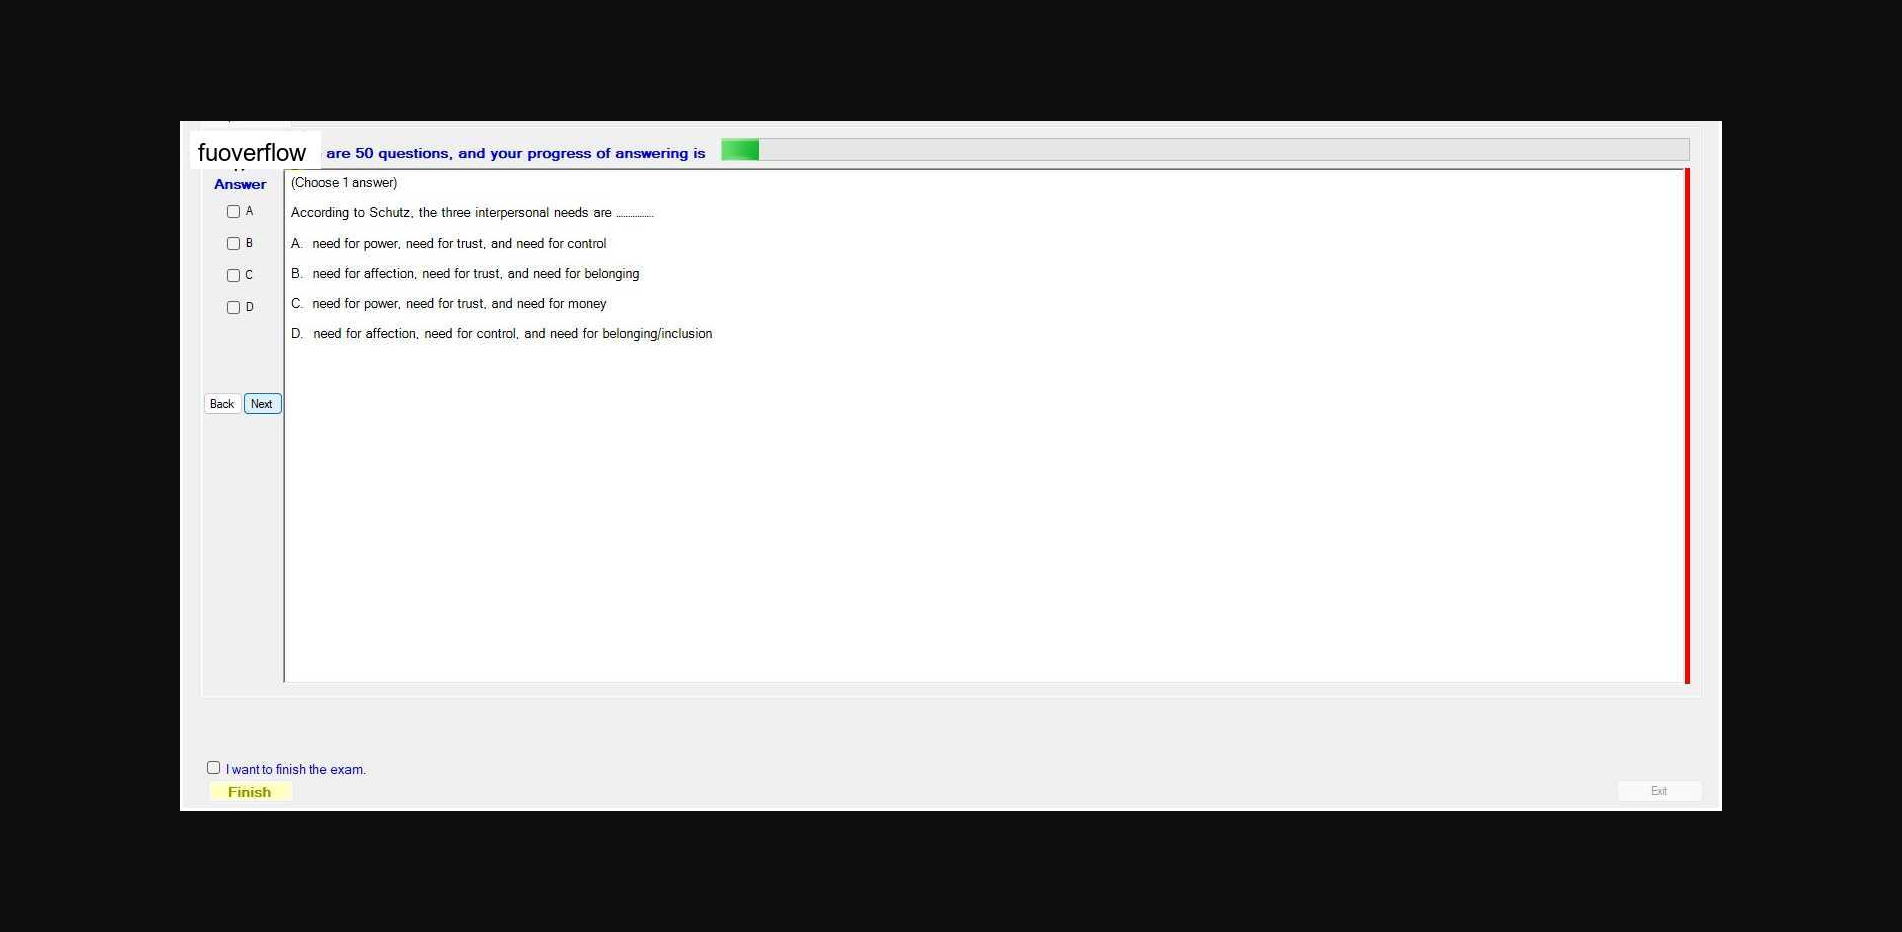 fuoverflow are 50 questions, and your progress of answering is
Answer
(Choose 1 answer)
A
According to Schutz, the three interpersonal needs are ...............
B
A. need for power, need for trust, and need for control
C
B. need for affection, need for trust, and need for belonging
D
C. need for power, need for trust, and need for money
D. need for affection, need for control, and need for belonging/inclusion
Back Next
I want to finish the exam.
Finish
Exit